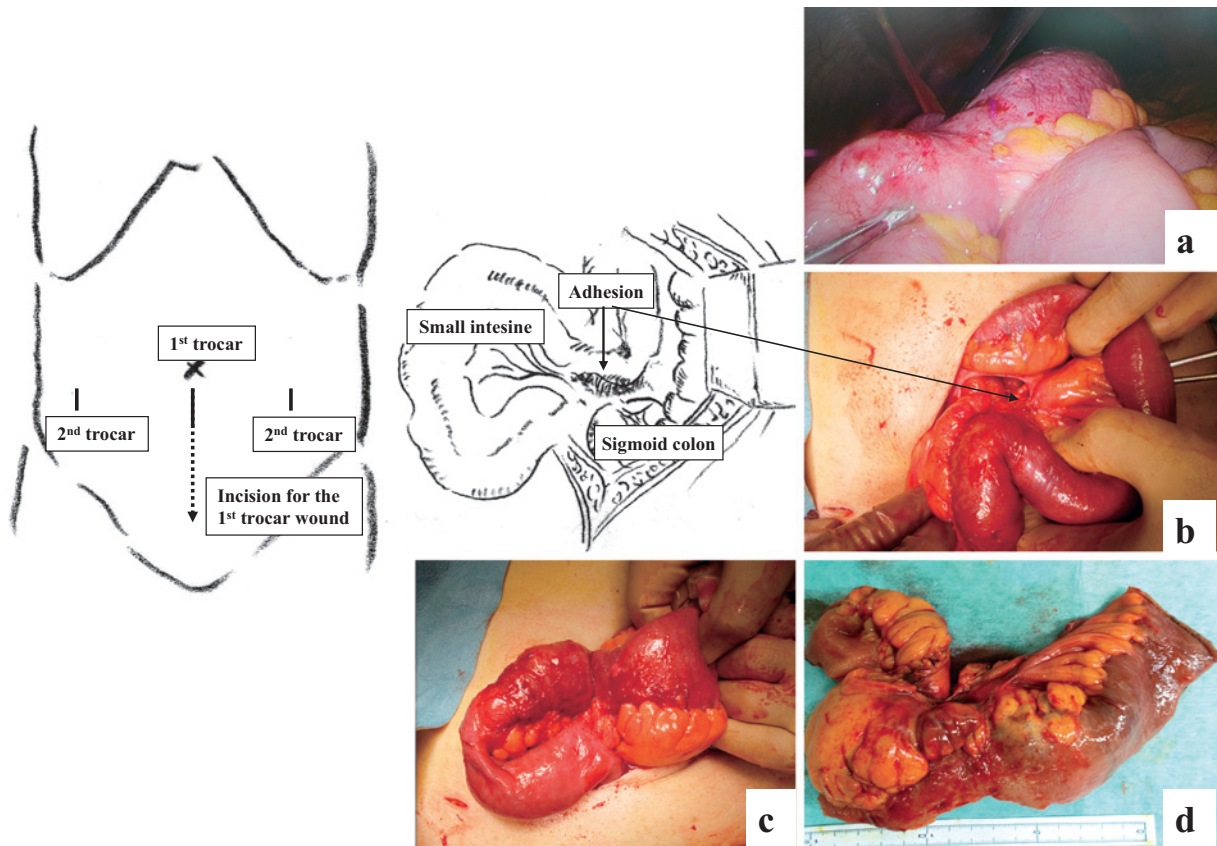 1st trocar
2nd trocar
2nd trocar
Incision for the
1st trocar wound
Adhesion
Small intesine
Sigmoid colon
a
b
c
d